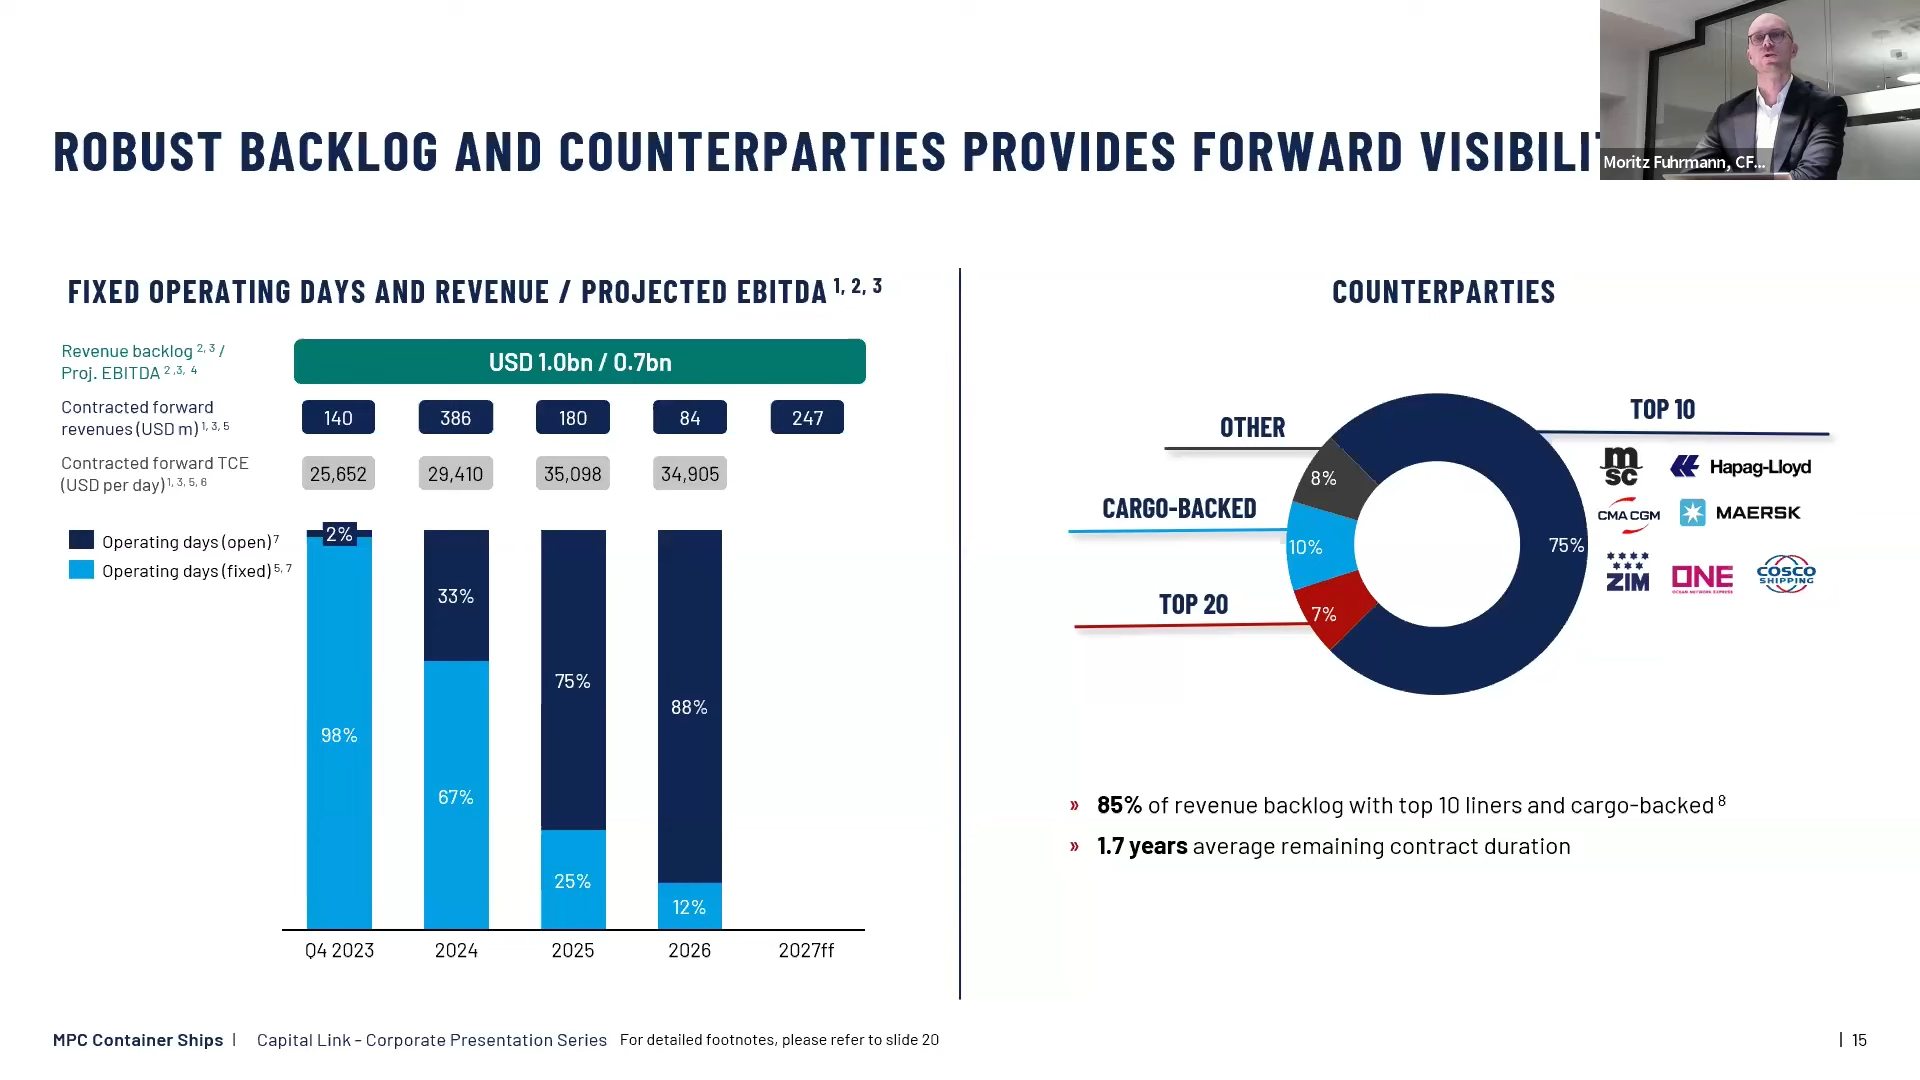 ROBUST BACKLOG AND COUNTERPARTIES PROVIDES FORWARD VISIBILI
Moritz Fuhrmann, CF...
FIXED OPERATING DAYS AND REVENUE / PROJECTED EBITDA 1, 2, 3
Revenue backlog 2, 3 /
Proj. EBITDA 2 ,3, 4
USD 1.0bn / 0.7bn
Contracted forward
revenues (USD m) 1, 3, 5
140 386 180 84 247
Contracted forward TCE
(USD per day) 1, 3, 5, 6
25,652 29,410 35,098 34,905
Operating days (open) 7
Operating days (fixed) 5, 7
2%
98%
33%
67%
75%
25%
88%
12%
Q4 2023 2024 2025 2026 2027ff
COUNTERPARTIES
OTHER
8%
CARGO-BACKED
10%
TOP 20
7%
TOP 10
75%
msc Hapag-Lloyd
CMA CGM MAERSK
ZIM ONE COSCO
OCEAN NETWORK EXPRESS SHIPPING
» 85% of revenue backlog with top 10 liners and cargo-backed 8
» 1.7 years average remaining contract duration
MPC Container Ships | Capital Link – Corporate Presentation Series For detailed footnotes, please refer to slide 20
| 15